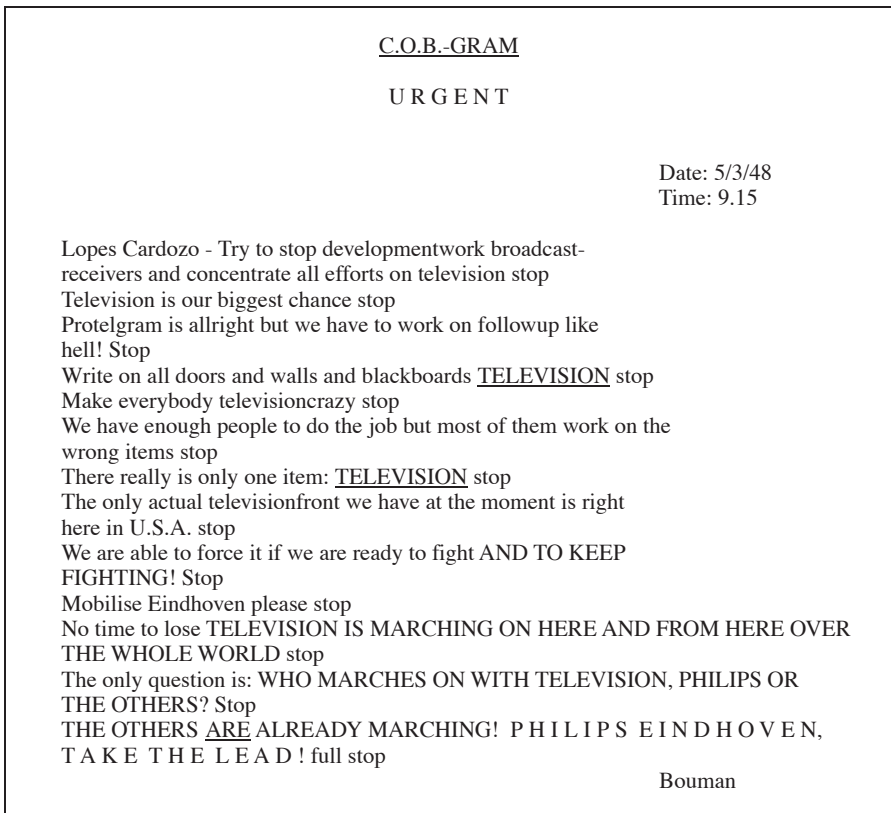 C.O.B.-GRAM
U R G E N T
Date: 5/3/48
Time: 9.15
Lopes Cardozo - Try to stop developmentwork broadcast-
receivers and concentrate all efforts on television stop
Television is our biggest chance stop
Protelgram is allright but we have to work on followup like
hell! Stop
Write on all doors and walls and blackboards TELEVISION stop
Make everybody televisioncrazy stop
We have enough people to do the job but most of them work on the
wrong items stop
There really is only one item: TELEVISION stop
The only actual televisionfront we have at the moment is right
here in U.S.A. stop
We are able to force it if we are ready to fight AND TO KEEP
FIGHTING! Stop
Mobilise Eindhoven please stop
No time to lose TELEVISION IS MARCHING ON HERE AND FROM HERE OVER
THE WHOLE WORLD stop
The only question is: WHO MARCHES ON WITH TELEVISION, PHILIPS OR
THE OTHERS? Stop
THE OTHERS ARE ALREADY MARCHING! P H I L I P S E I N D H O V E N,
T A K E T H E L E A D ! full stop
Bouman